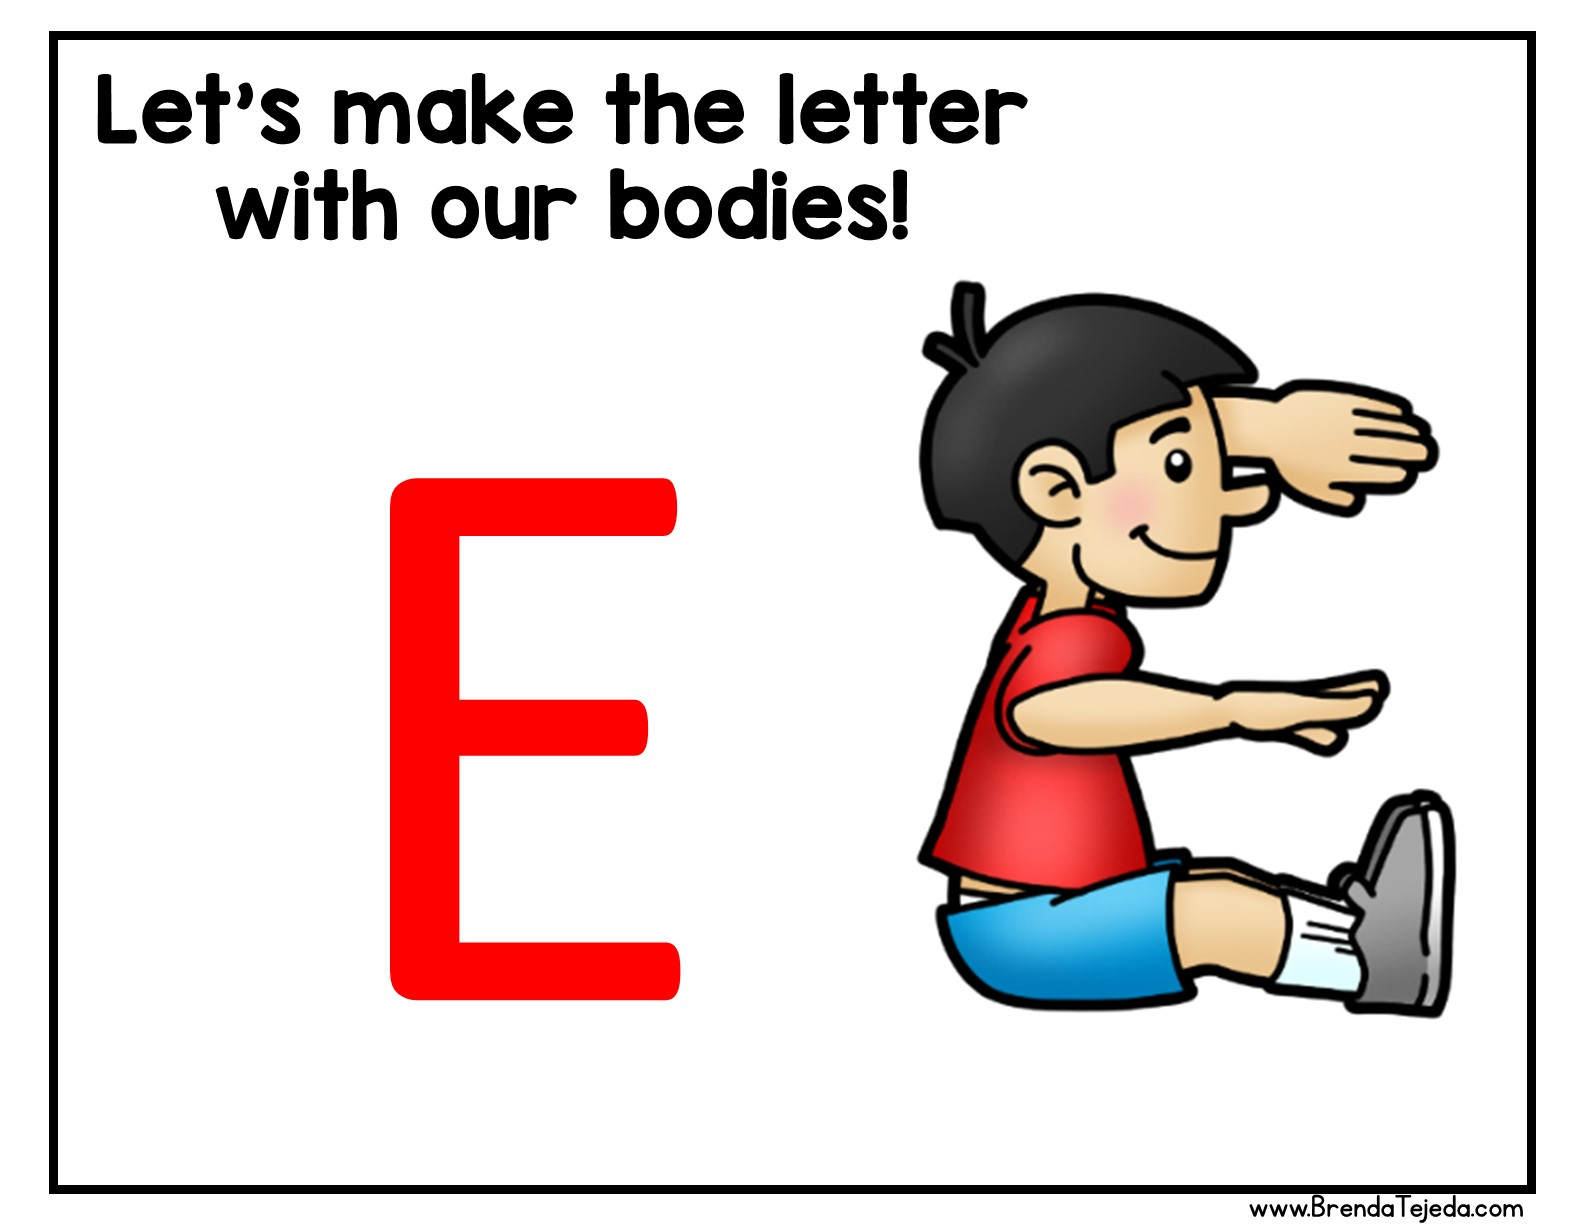 Let's make the letter
with our bodies!
E
www.BrendaTejeda.com